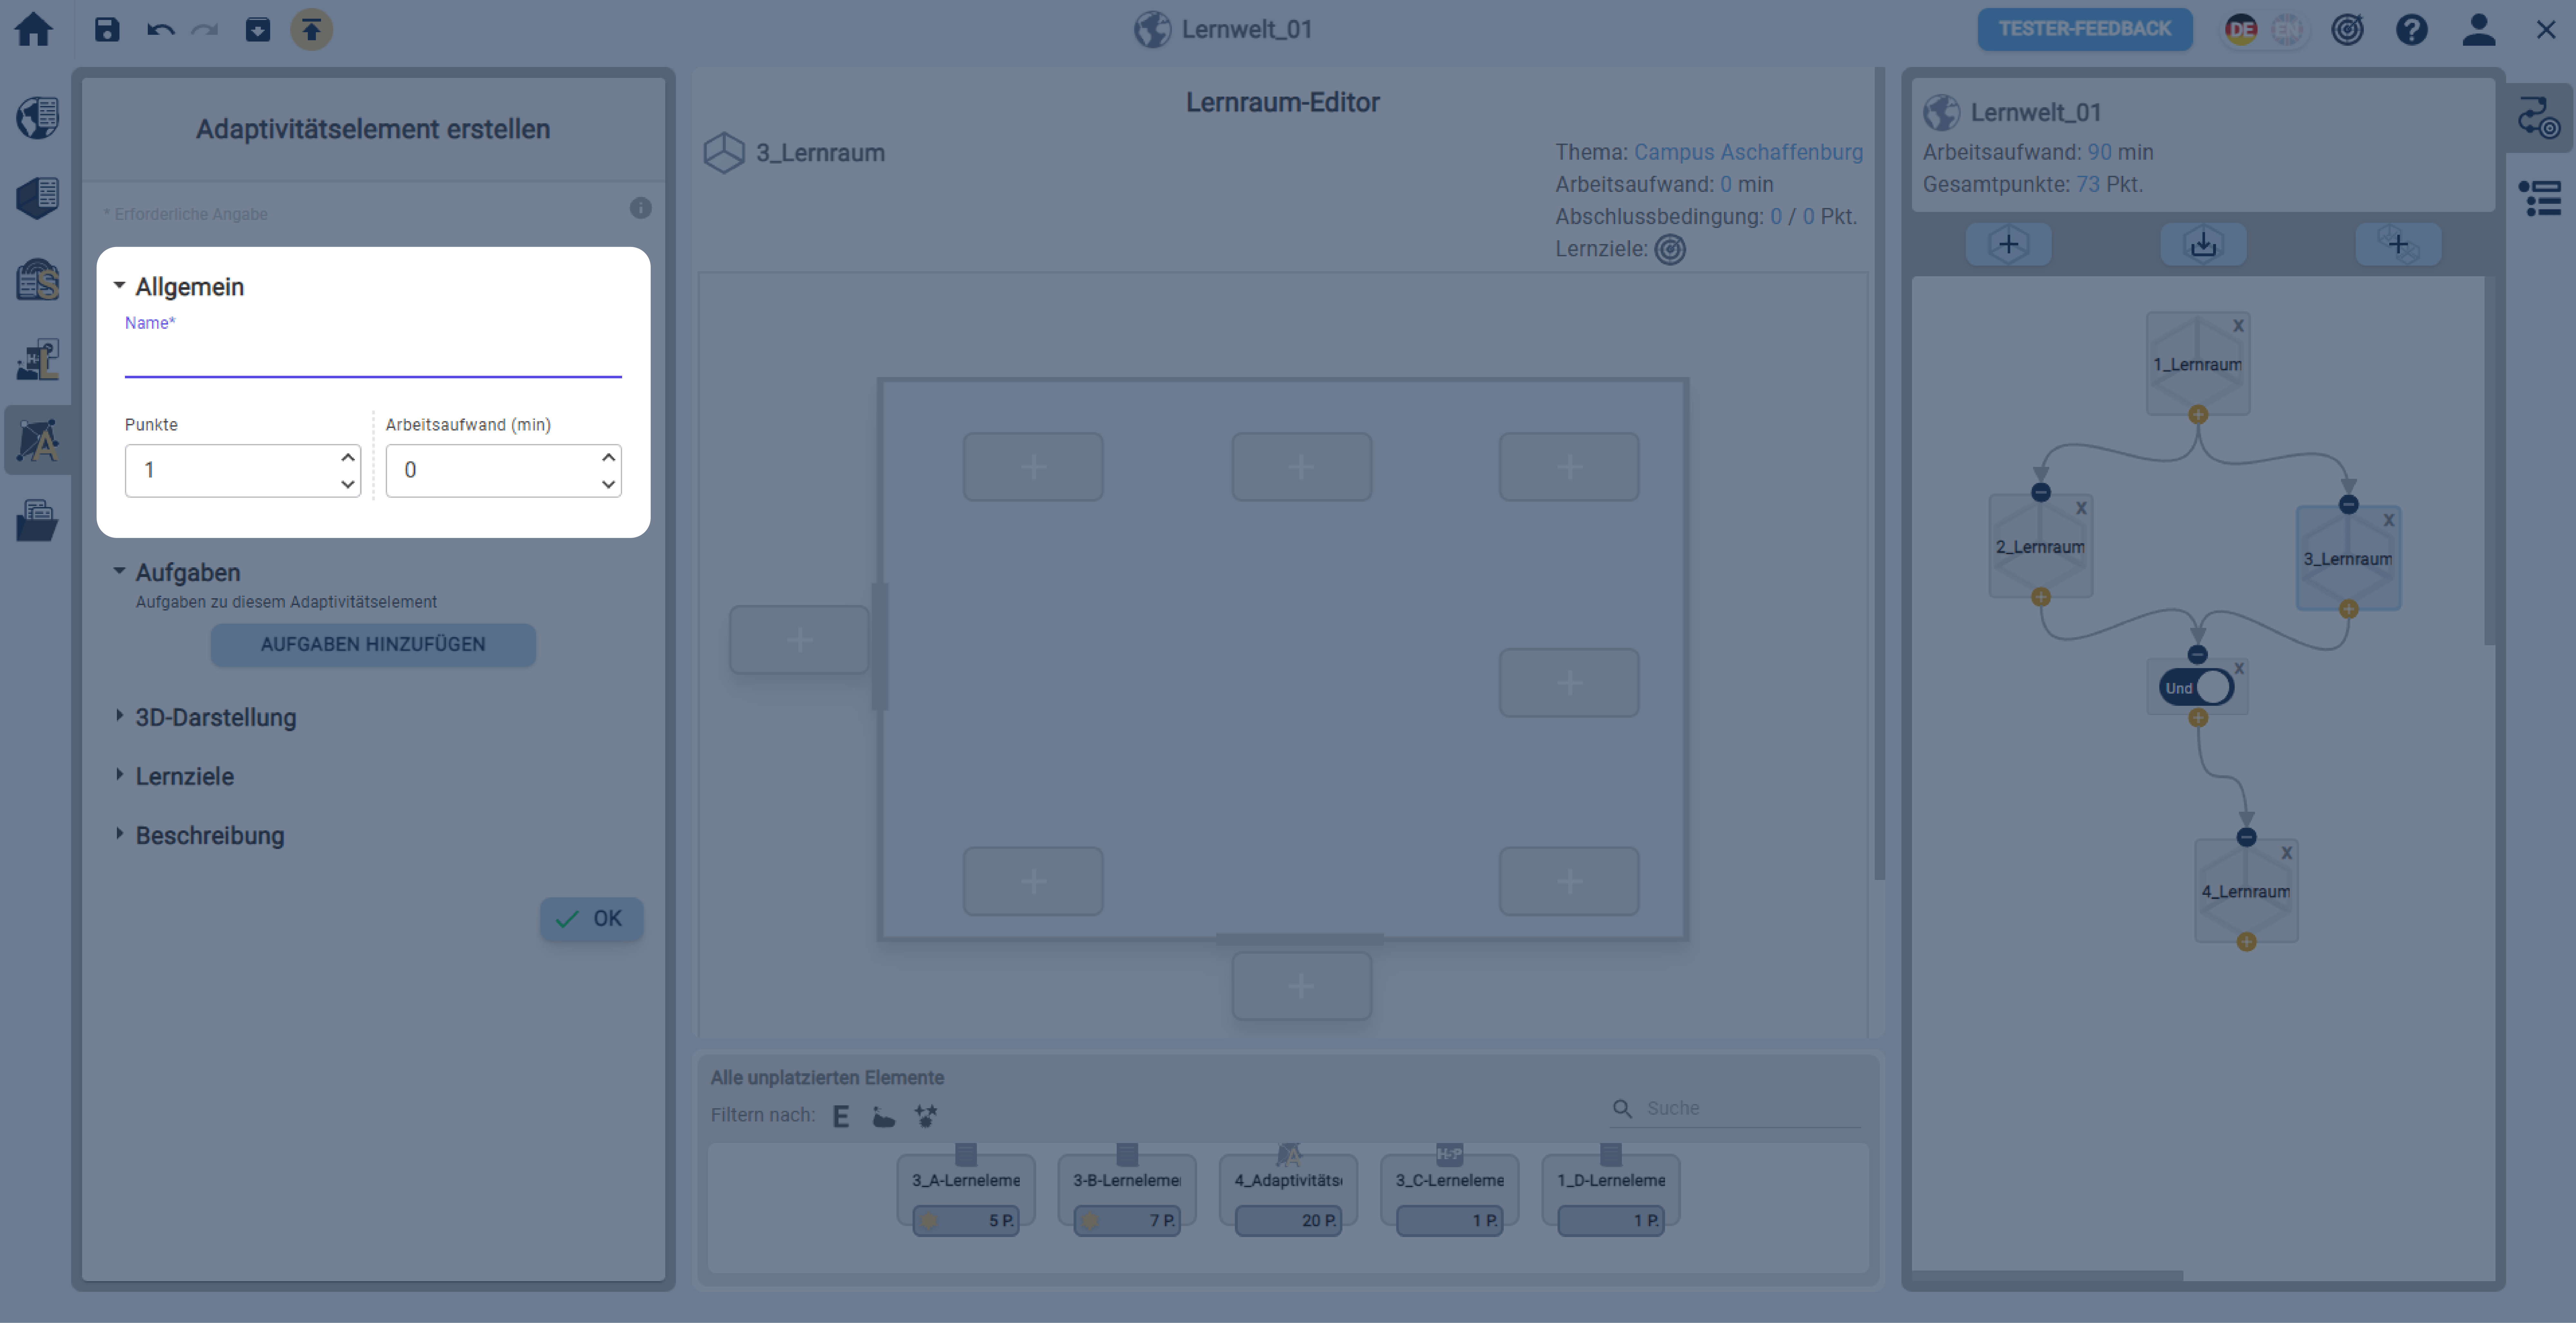 Lernwelt_01
TESTER-FEEDBACK
DE
EN
Adaptivitätselement erstellen
* Erforderliche Angabe
Allgemein
Name*
Punkte
Arbeitsaufwand (min)
1
0
Aufgaben
Aufgaben zu diesem Adaptivitätselement
AUFGABEN HINZUFÜGEN
3D-Darstellung
Lernziele
Beschreibung
OK
Lernraum-Editor
3_Lernraum
Thema: Campus Aschaffenburg
Arbeitsaufwand: 0 min
Abschlussbedingung: 0 / 0 Pkt.
Lernziele:
Alle unplatzierten Elemente
Filtern nach:
E
Suche
A
H-P
3_A-Lerneleme
3-B-Lerneleme
4_Adaptivitäts
3_C-Lerneleme
1_D-Lerneleme
5 P.
7 P.
20 P.
1 P.
1 P.
Lernwelt_01
Arbeitsaufwand: 90 min
Gesamtpunkte: 73 Pkt.
X
1_Lernraum
X
2_Lernraum
X
3_Lernraum
X
Und
X
4_Lernraum
S
H-P
L
A